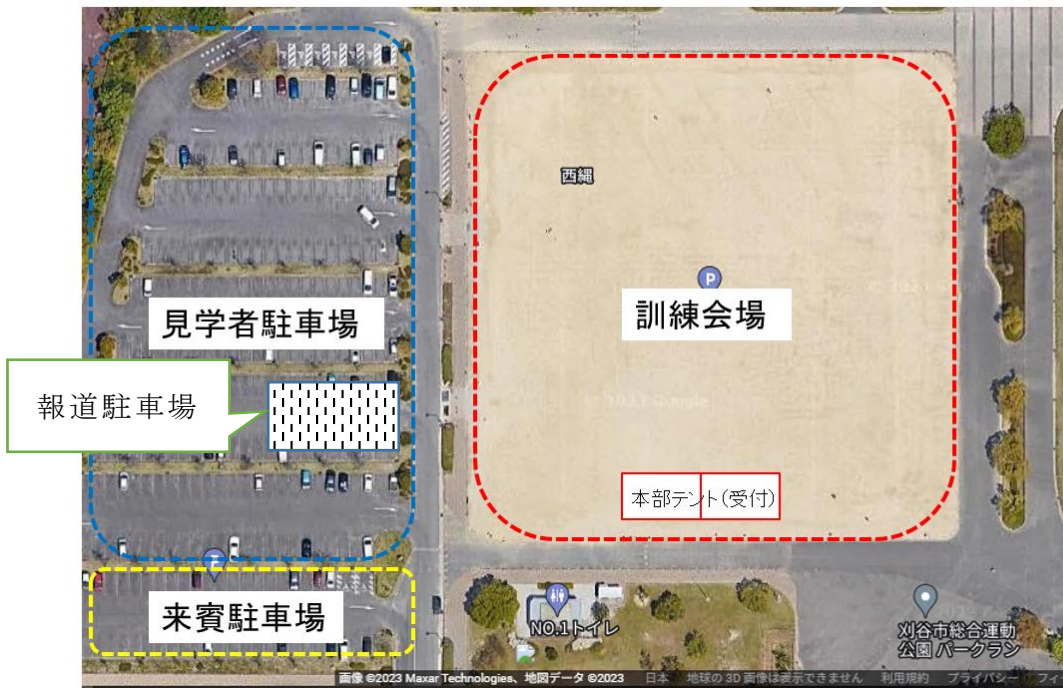 西縄
P
見学者駐車場
訓練会場
報道駐車場
本部テント(受付)
P
来賓駐車場
NO.1トイレ
刈谷市総合運動
公園 パークラン
画像 ©2023 Maxar Technologies、地図データ ©2023 日本 地球の 3D 画像は表示できません 利用規約 プライバシー フィ